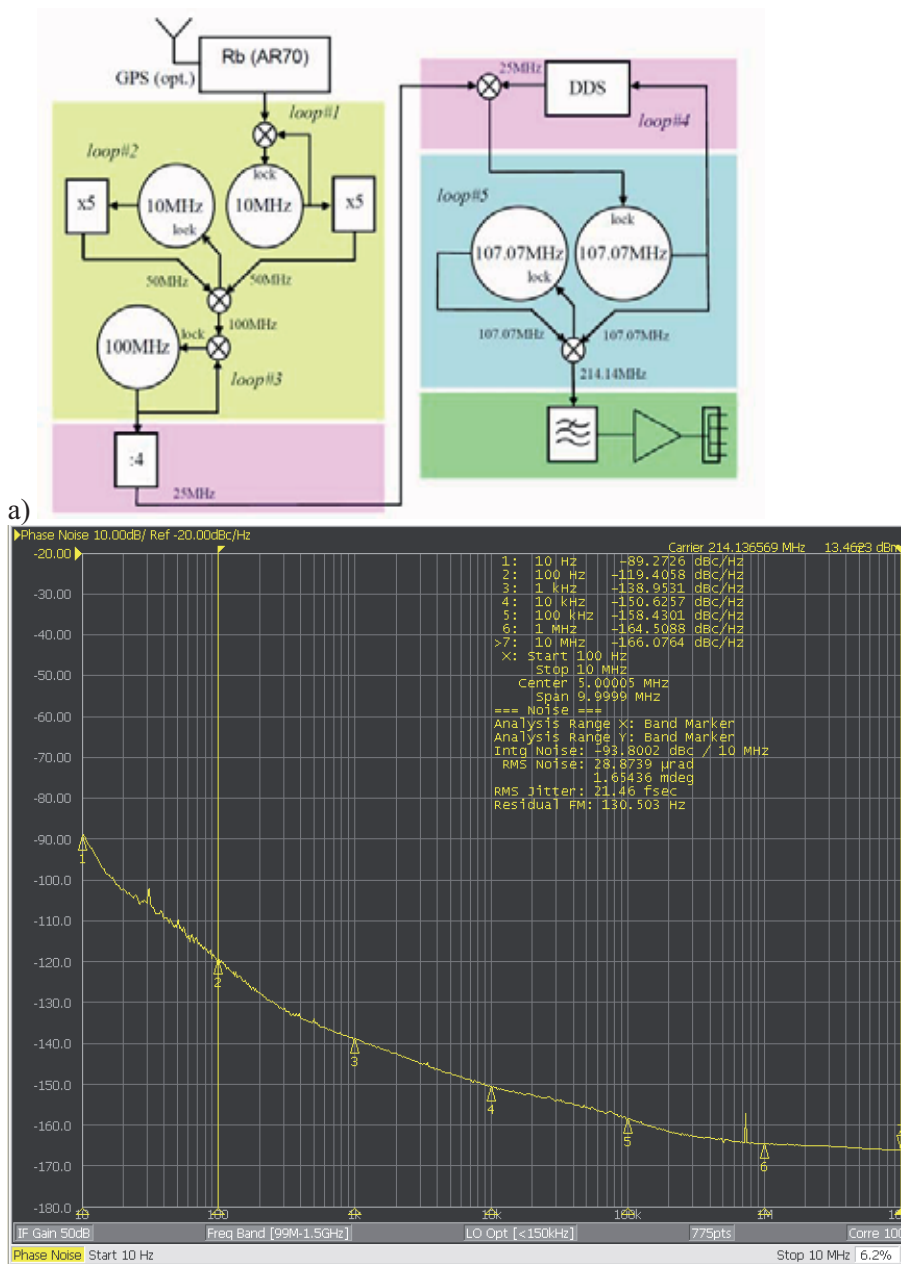 Rb (AR70)
GPS (opt.)
loop#1
loop#2
lock
x5
10MHz
lock
10MHz
x5
50MHz
50MHz
100MHz
lock
100MHz
loop#3
:4
25MHz
25MHz
DDS
loop#4
loop#5
lock
107.07MHz
lock
107.07MHz
107.07MHz
107.07MHz
214.14MHz
a)
Phase Noise 10.00dB/ Ref -20.00dBc/Hz
Carrier 214.136569 MHz
-20.00
-30.00
-40.00
-50.00
-60.00
-70.00
-80.00
-90.00
-100.0
-110.0
-120.0
-130.0
-140.0
-150.0
-160.0
-170.0
-180.0
1: 10 Hz -89.2726 dBc/Hz
2: 100 Hz -119.4058 dBc/Hz
3: 1 kHz -138.9531 dBc/Hz
4: 10 kHz -150.6257 dBc/Hz
5: 100 kHz -158.4301 dBc/Hz
6: 1 MHz -164.5088 dBc/Hz
>7: 10 MHz -166.0764 dBc/Hz
X: Start 100 Hz
Stop 10 MHz
Center 5.00005 MHz
Span 9.9999 MHz
=== Noise ===
Analysis Range X: Band Marker
Analysis Range Y: Band Marker
Intg Noise: -93.8002 dBc / 10 MHz
RMS Noise: 28.8739 µrad
1.65436 mdeg
RMS Jitter: 21.46 fsec
Residual FM: 130.503 Hz
1
2
3
4
5
6
10 100 1k 10k 100k 1M
IF Gain 50dB Freq Band [99M-1.5GHz] LO Opt [<150kHz] 775pts
Phase Noise Start 10 Hz Stop 10 MHz 6.2%